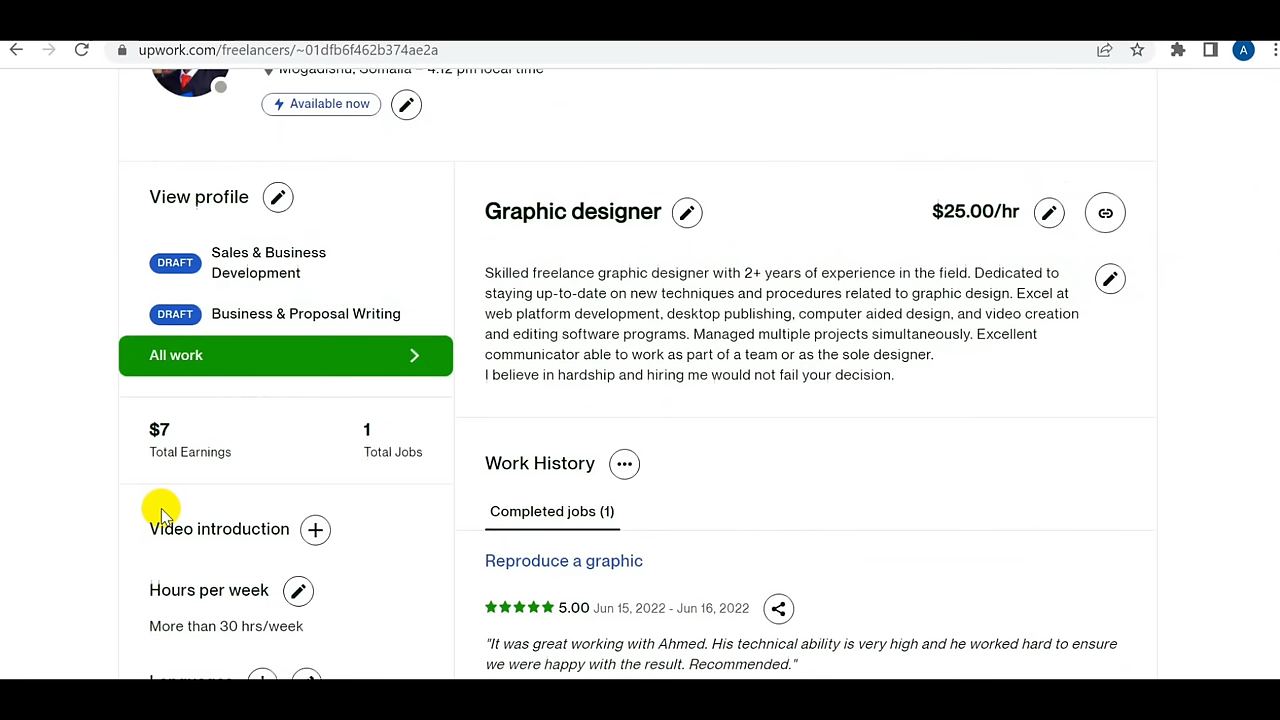 upwork.com/freelancers/~01dfb6f462b374ae2a
A
Mogadishu, Somalia – 4:12 pm local time
Available now
View profile
DRAFT
Sales & Business
Development
DRAFT
Business & Proposal Writing
All work
$7
Total Earnings
1
Total Jobs
Video introduction
Hours per week
More than 30 hrs/week
Languages
Graphic designer
$25.00/hr
Skilled freelance graphic designer with 2+ years of experience in the field. Dedicated to
staying up-to-date on new techniques and procedures related to graphic design. Excel at
web platform development, desktop publishing, computer aided design, and video creation
and editing software programs. Managed multiple projects simultaneously. Excellent
communicator able to work as part of a team or as the sole designer.
I believe in hardship and hiring me would not fail your decision.
Work History
Completed jobs (1)
Reproduce a graphic
5.00 Jun 15, 2022 - Jun 16, 2022
"It was great working with Ahmed. His technical ability is very high and he worked hard to ensure
we were happy with the result. Recommended."